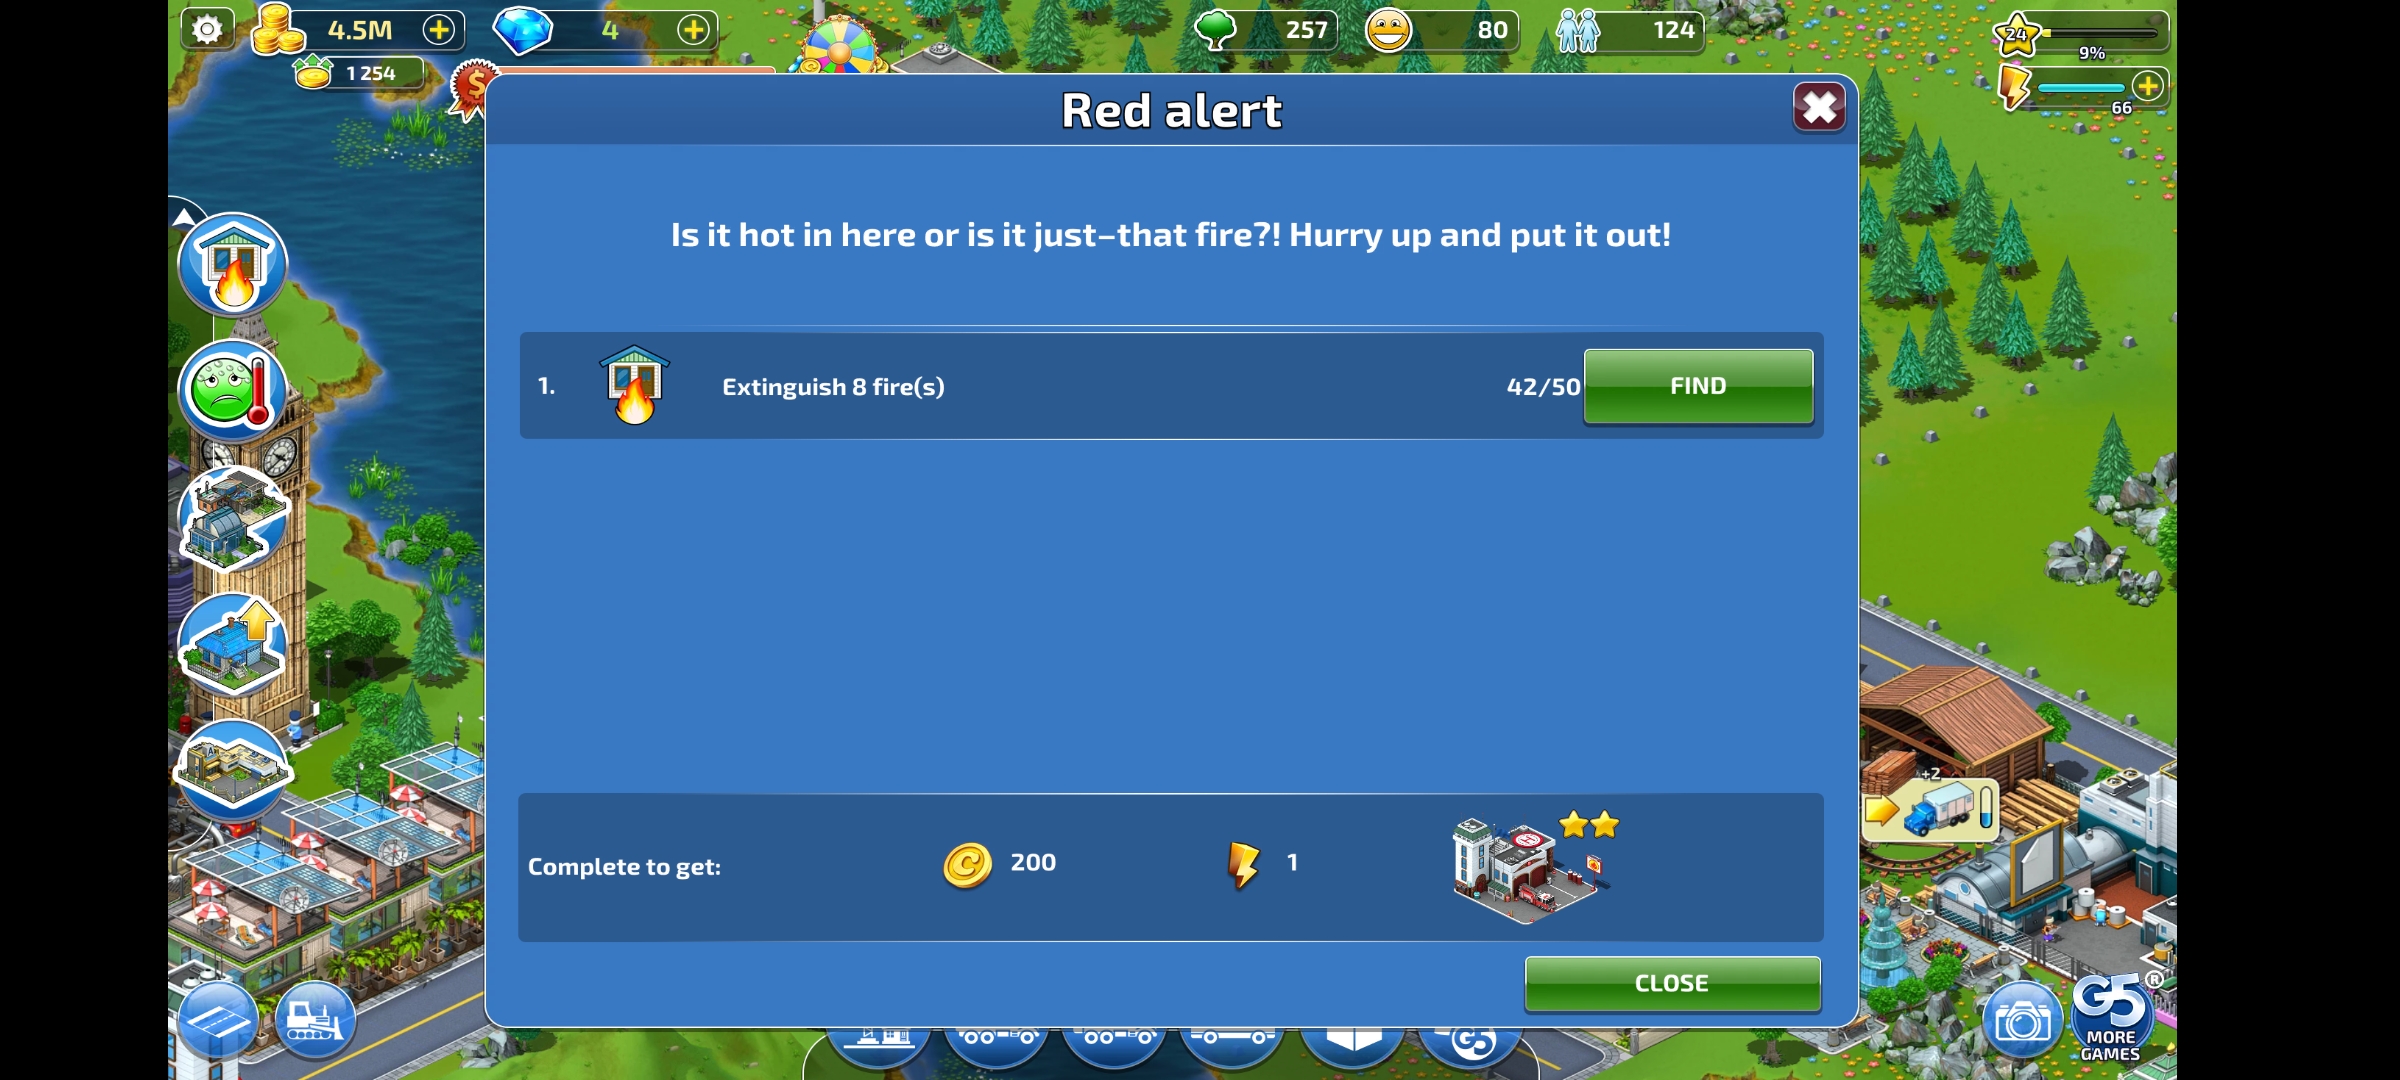 4.5M
4
257
80
124
24
9%
1 254
66
Red alert
Is it hot in here or is it just–that fire?! Hurry up and put it out!
1.
Extinguish 8 fire(s)
42/50
FIND
+2
Complete to get:
200
1
CLOSE
G5
G5 ®
MORE
GAMES